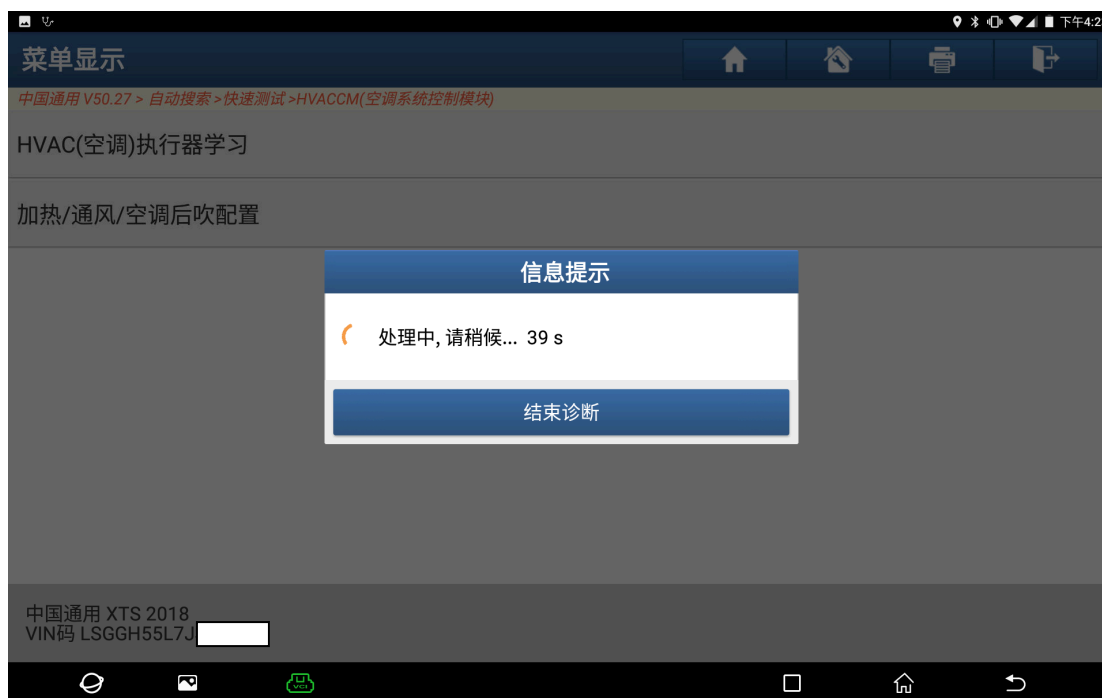 下午4:2
菜单显示
中国通用 V50.27 > 自动搜索 > 快速测试 >HVACCM(空调系统控制模块)
HVAC(空调)执行器学习
加热/通风/空调后吹配置
信息提示
处理中, 请稍候... 39 s
结束诊断
中国通用 XTS 2018
VIN码 LSGGH55L7J
VCI